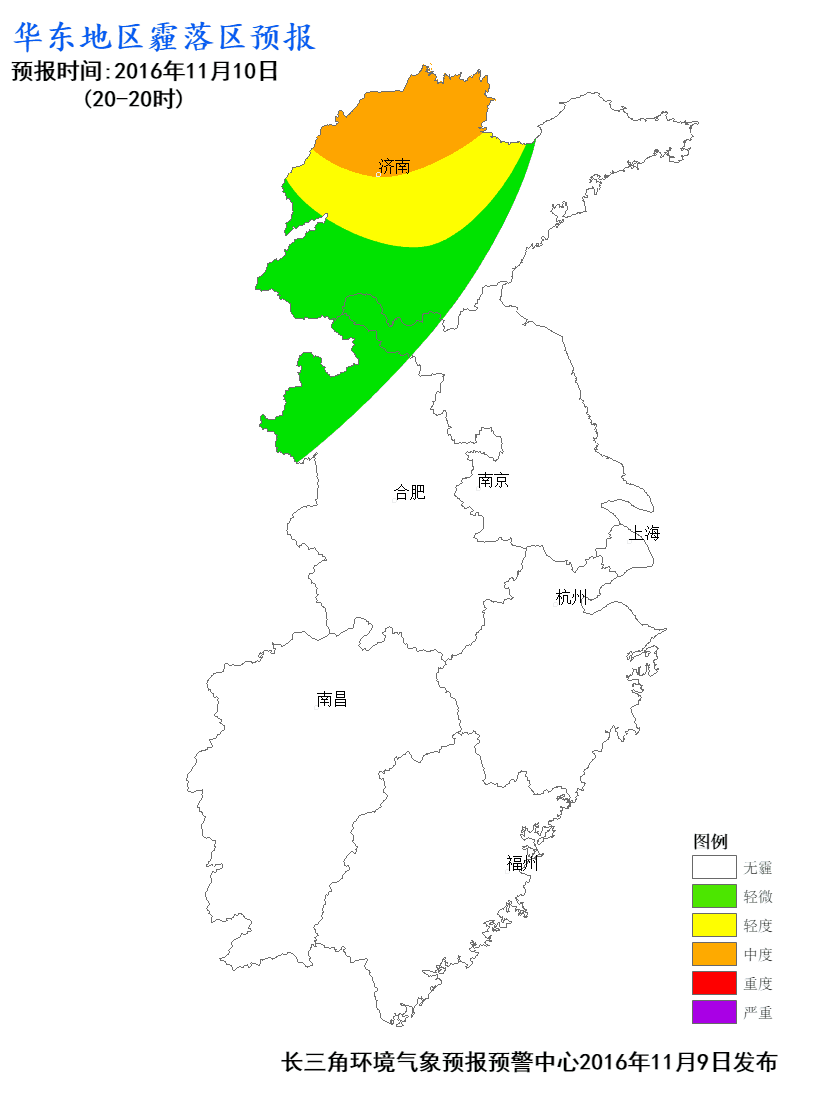 华东地区霾落区预报
预报时间:2016年11月10日
(20-20时)
济南
合肥
南京
上海
杭州
南昌
福州
图例
无霾
轻微
轻度
中度
重度
严重
长三角环境气象预报预警中心2016年11月9日发布